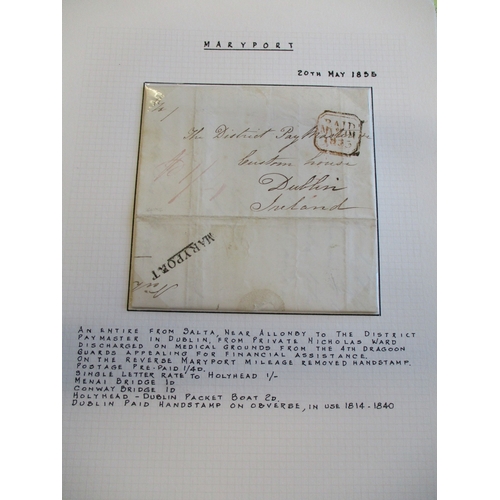 MARYPORT
20TH MAY 1835
PAID
1835
The District Pay Master
Custom house
Dublin
Ireland
MARYPORT
AN ENTIRE FROM SALTA, NEAR ALLONBY TO THE DISTRICT
PAYMASTER IN DUBLIN, FROM PRIVATE NICHOLAS WARD
DISCHARGED ON MEDICAL GROUNDS FROM THE 4TH DRAGOON
GUARDS APPEALING FOR FINANCIAL ASSISTANCE.
ON THE REVERSE MARYPORT MILEAGE REMOVED HANDSTAMP.
POSTAGE PRE-PAID 1/4D.
SINGLE LETTER RATE TO HOLYHEAD 1/-
MENAI BRIDGE 1D
CONWAY BRIDGE 1D
HOLYHEAD - DUBLIN PACKET BOAT 2D.
DUBLIN PAID HANDSTAMP ON OBVERSE, IN USE 1814-1840